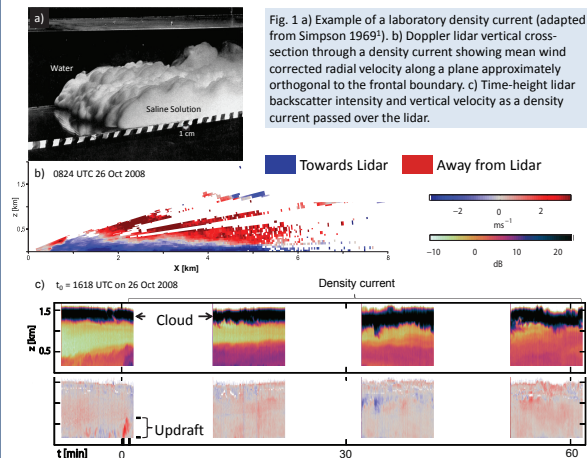 a)
Water
Saline Solution
1 cm
Fig. 1 a) Example of a laboratory density current (adapted
from Simpson 1969¹). b) Doppler lidar vertical cross-
section through a density current showing mean wind
corrected radial velocity along a plane approximately
orthogonal to the frontal boundary. c) Time-height lidar
backscatter intensity and vertical velocity as a density
current passed over the lidar.
Towards Lidar
Away from Lidar
b) 0824 UTC 26 Oct 2008
z [km]
1.5
0.5
0 2 4 6 8
X [km]
-2 0 2
ms⁻¹
-10 0 10 20
dB
c) t₀ = 1618 UTC on 26 Oct 2008
Density current
z [km]
1.5
0.5
Cloud
Updraft
t [min] 0 30 60